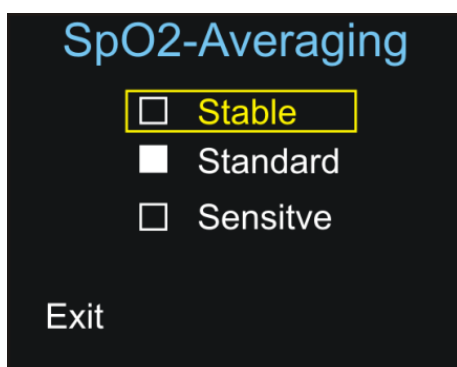 SpO2-Averaging
Stable
Standard
Sensitve
Exit